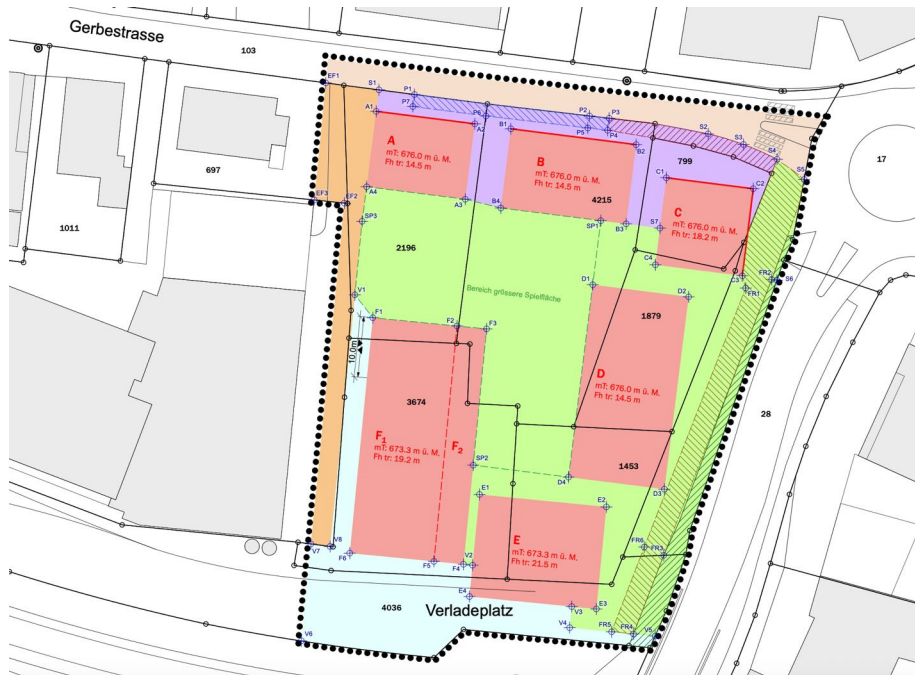 Gerbestrasse
103
EF1
S1
P1
P7
P6
P2
P3
P5
P4
S2
S3
S4
S5
17
A1
A2
B1
B2
A
mT: 676.0 m ü. M.
Fh tr: 14.5 m
B
mT: 676.0 m ü. M.
Fh tr: 14.5 m
799
C1
C2
697
A4
A3
B4
4215
C
mT: 676.0 m ü. M.
Fh tr: 18.2 m
EF3
EF2
SP3
SP1
B3
S7
1011
2196
C4
C3
FR2
S6
FR1
V1
Bereich grössere Spielfläche
D1
D2
F1
F2
F3
1879
10.0m
D
mT: 676.0 m ü. M.
Fh tr: 14.5 m
3674
28
F1
mT: 673.3 m ü. M.
Fh tr: 19.2 m
F2
SP2
1453
D4
D3
E1
E2
V7
V8
F6
F5
F4
V2
E
mT: 673.3 m ü. M.
Fh tr: 21.5 m
FR6
FR3
E4
4036
Verladeplatz
V3
E3
V4
FR5
FR4
V5
V6